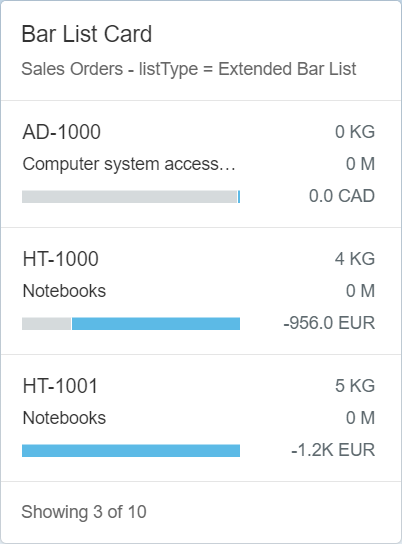 Bar List Card
Sales Orders - listType = Extended Bar List
AD-1000 0 KG
Computer system access… 0 M
0.0 CAD
HT-1000 4 KG
Notebooks 0 M
-956.0 EUR
HT-1001 5 KG
Notebooks 0 M
-1.2K EUR
Showing 3 of 10